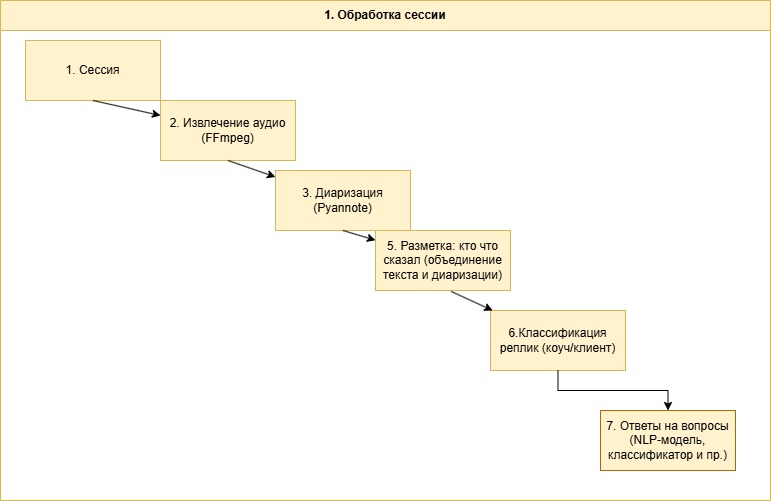 1. Обработка сессии
1. Сессия
2. Извлечение аудио
(FFmpeg)
3. Диаризация
(Pyannote)
5. Разметка: кто что
сказал (объединение
текста и диаризации)
6.Классификация
реплик (коуч/клиент)
7. Ответы на вопросы
(NLP-модель,
классификатор и пр.)